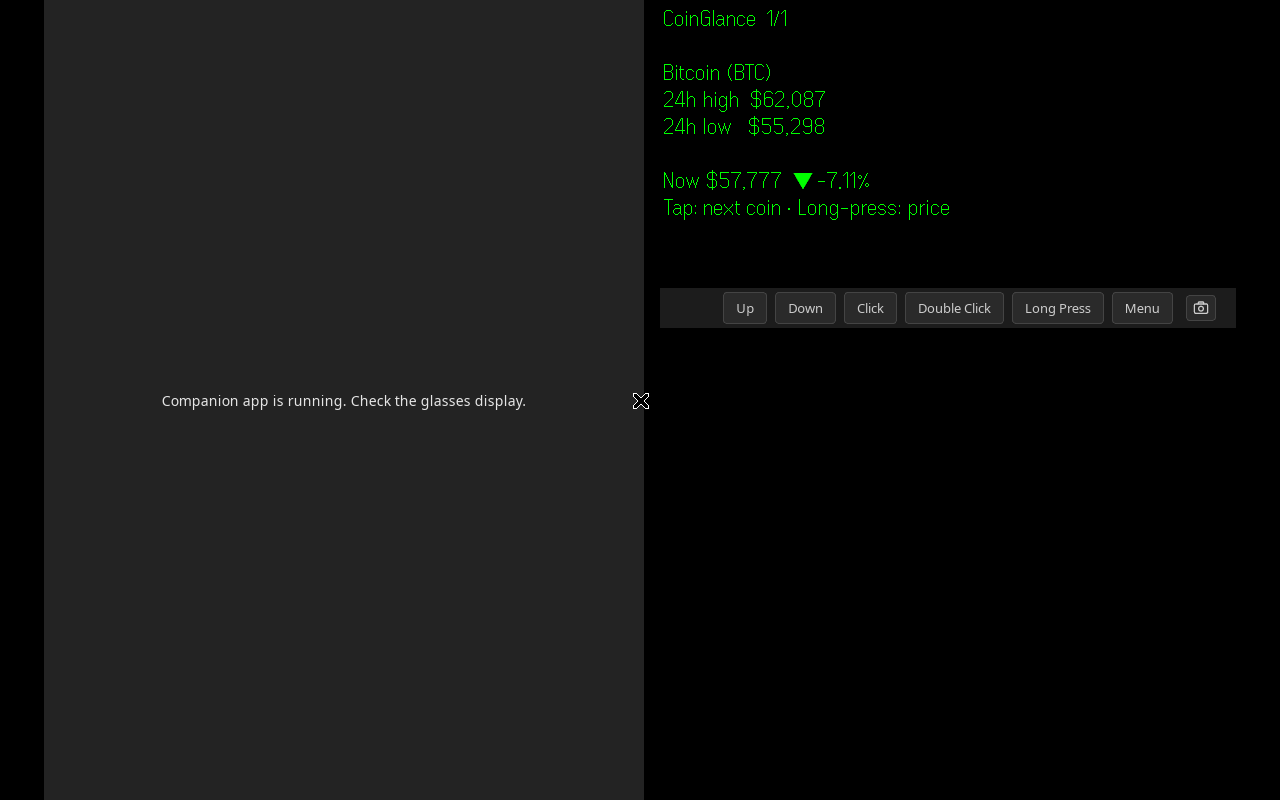 CoinGlance 1/1
Bitcoin (BTC)
24h high $62,087
24h low $55,298
Now $57,777 ▼ -7.11%
Tap: next coin · Long-press: price
Up Down Click Double Click Long Press Menu
Companion app is running. Check the glasses display.